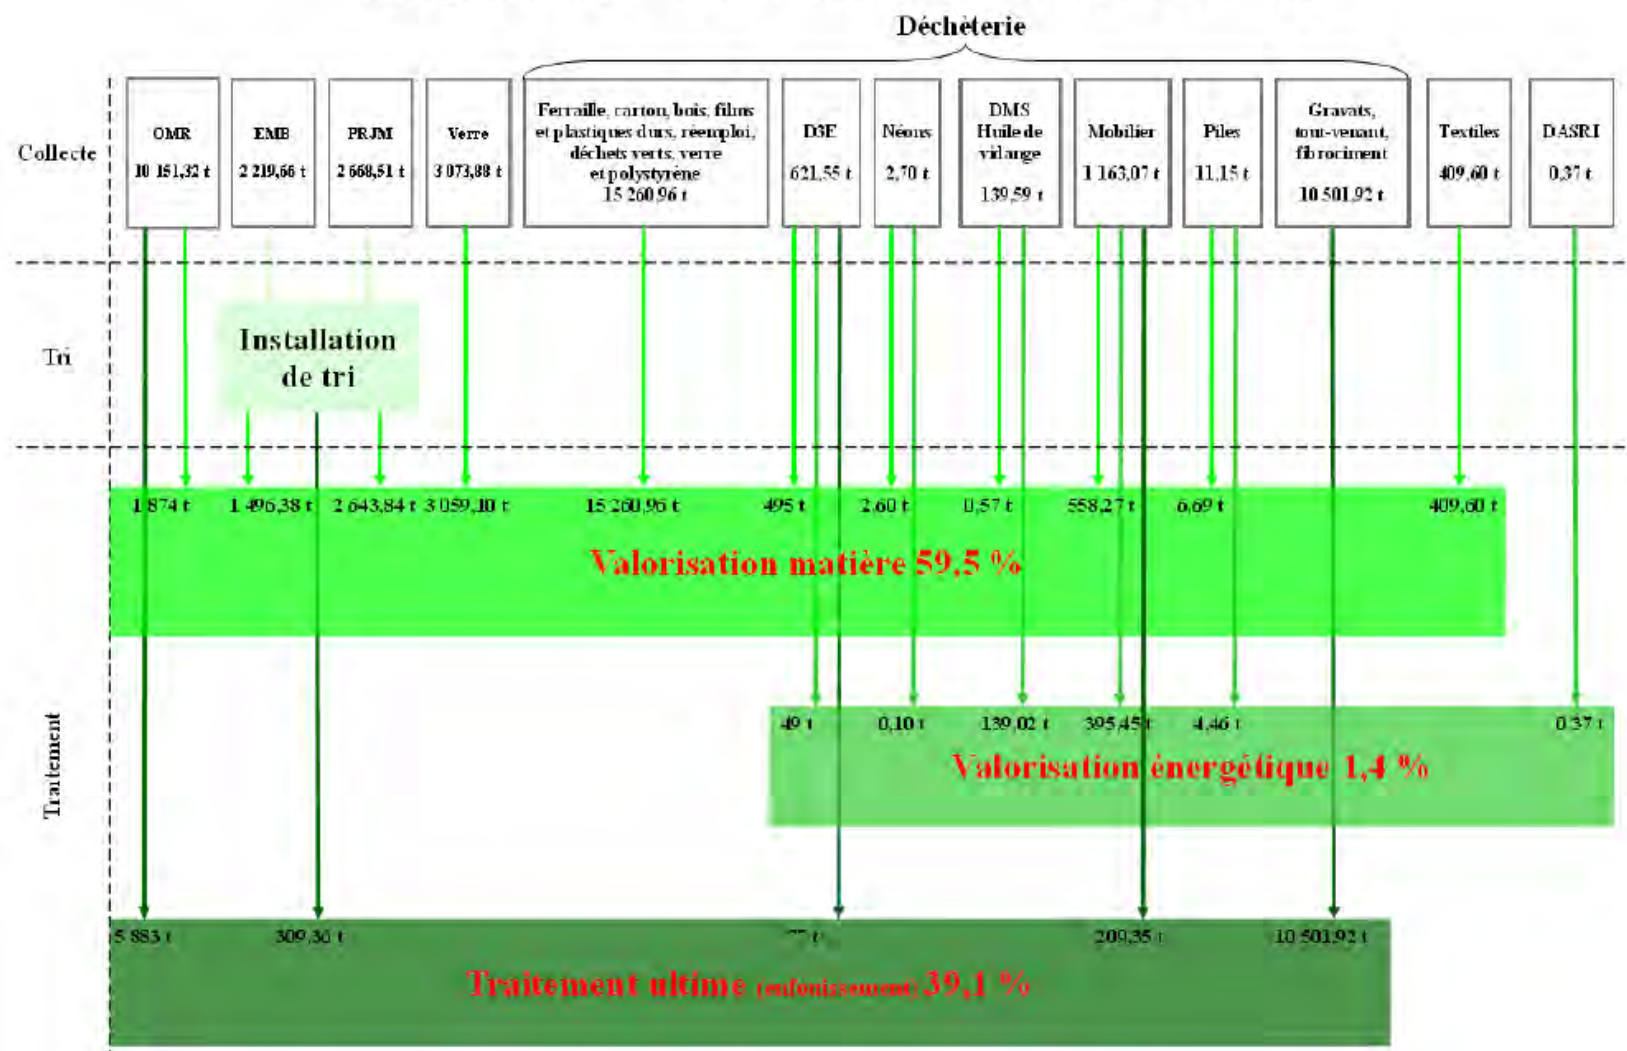 Déchèterie
Collecte
OMR
10 151,32 t
EMB
2 219,66 t
PRJM
2 668,51 t
Verre
3 073,88 t
Ferraille, carton, bois, films
et plastiques durs, réemploi,
déchets verts, verre
et polystyrène
15 260,96 t
D3E
621,55 t
Néons
2,70 t
DMS
Huile de
vidange
139,59 t
Mobilier
1 163,07 t
Piles
11,15 t
Gravats,
tout-venant,
fibrociment
10 501,92 t
Textiles
409,60 t
DASRI
0,37 t
Tri
Installation
de tri
Traitement
1 874 t
1 496,38 t
2 643,84 t
3 059,10 t
15 260,96 t
495 t
2,60 t
0,57 t
558,27 t
6,69 t
409,60 t
Valorisation matière 59,5 %
49 t
0,10 t
139,02 t
395,45 t
4,46 t
0,37 t
Valorisation énergétique 1,4 %
5 883 t
309,36 t
t
209,35 t
10 501,92 t
Traitement ultime (enfouissement) 39,1 %